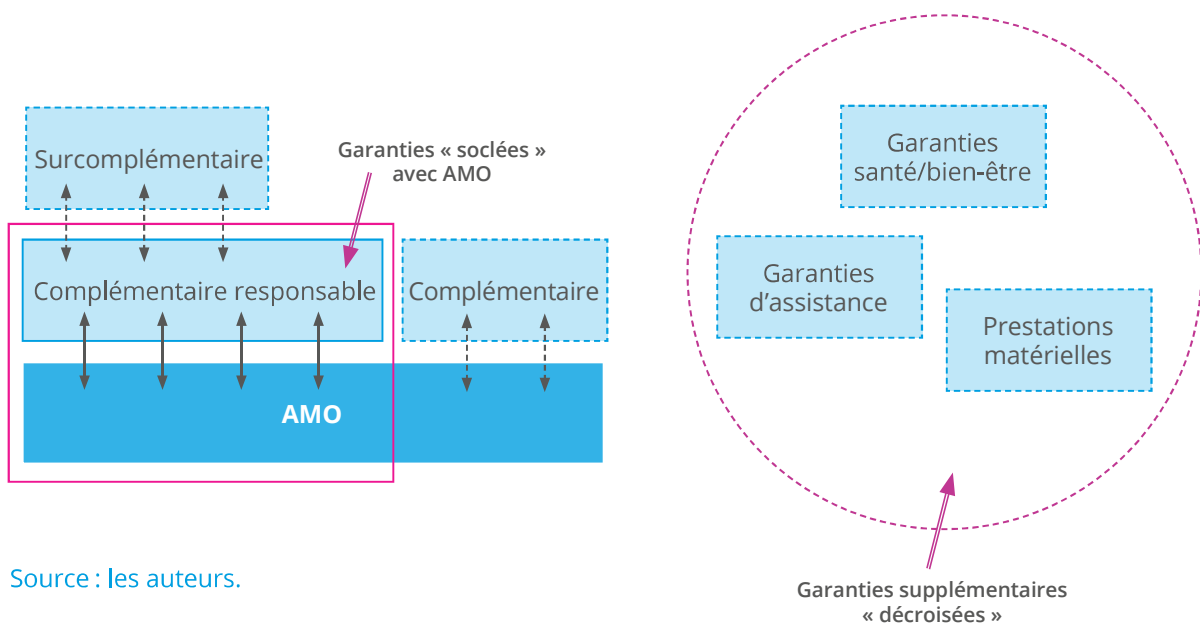 Surcomplémentaire
Garanties « soclées »
avec AMO
Complémentaire responsable
Complémentaire
AMO
Source : les auteurs.
Garanties
santé/bien-être
Garanties
d’assistance
Prestations
matérielles
Garanties supplémentaires
« décroisées »